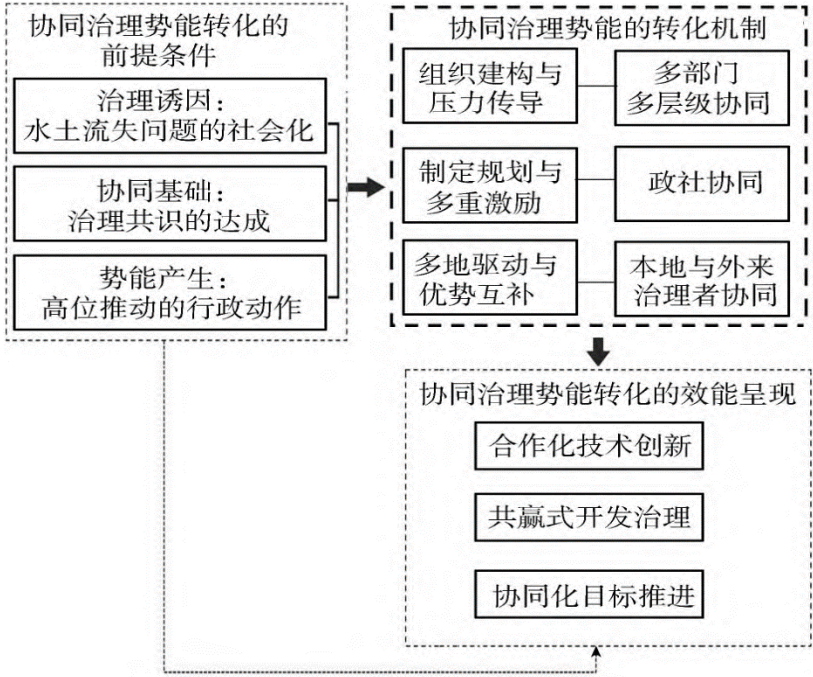 协同治理势能转化的
前提条件
治理诱因：
水土流失问题的社会化
协同基础：
治理共识的达成
势能产生：
高位推动的行政动作
协同治理势能的转化机制
组织建构与
压力传导
多部门
多层级协同
制定规划与
多重激励
政社协同
多地驱动与
优势互补
本地与外来
治理者协同
协同治理势能转化的效能呈现
合作化技术创新
共赢式开发治理
协同化目标推进